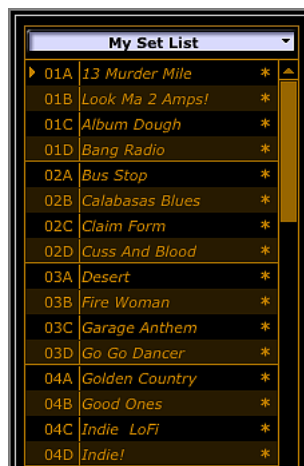 My Set List
01A 13 Murder Mile *
01B Look Ma 2 Amps! *
01C Album Dough *
01D Bang Radio *
02A Bus Stop *
02B Calabasas Blues *
02C Claim Form *
02D Cuss And Blood *
03A Desert *
03B Fire Woman *
03C Garage Anthem *
03D Go Go Dancer *
04A Golden Country *
04B Good Ones *
04C Indie  LoFi *
04D Indie! *